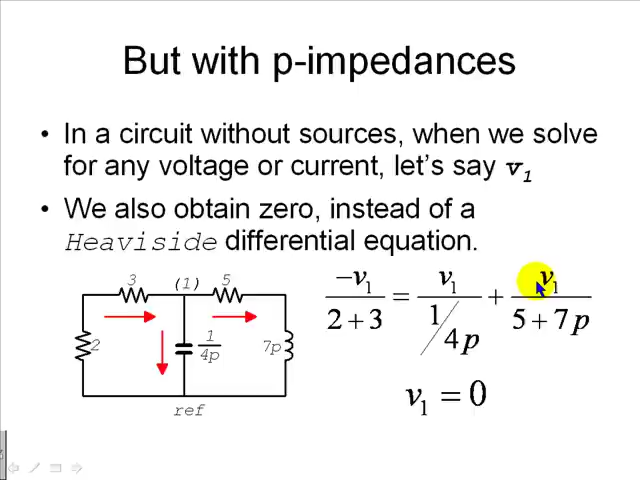 But with p-impedances
• In a circuit without sources, when we solve
for any voltage or current, let's say v₁
• We also obtain zero, instead of a
Heaviside differential equation.
3 (1) 5
2 1/4p 7p
ref
−v₁/(2 + 3) = v₁/(1/4p) + v₁/(5 + 7p)
v₁ = 0